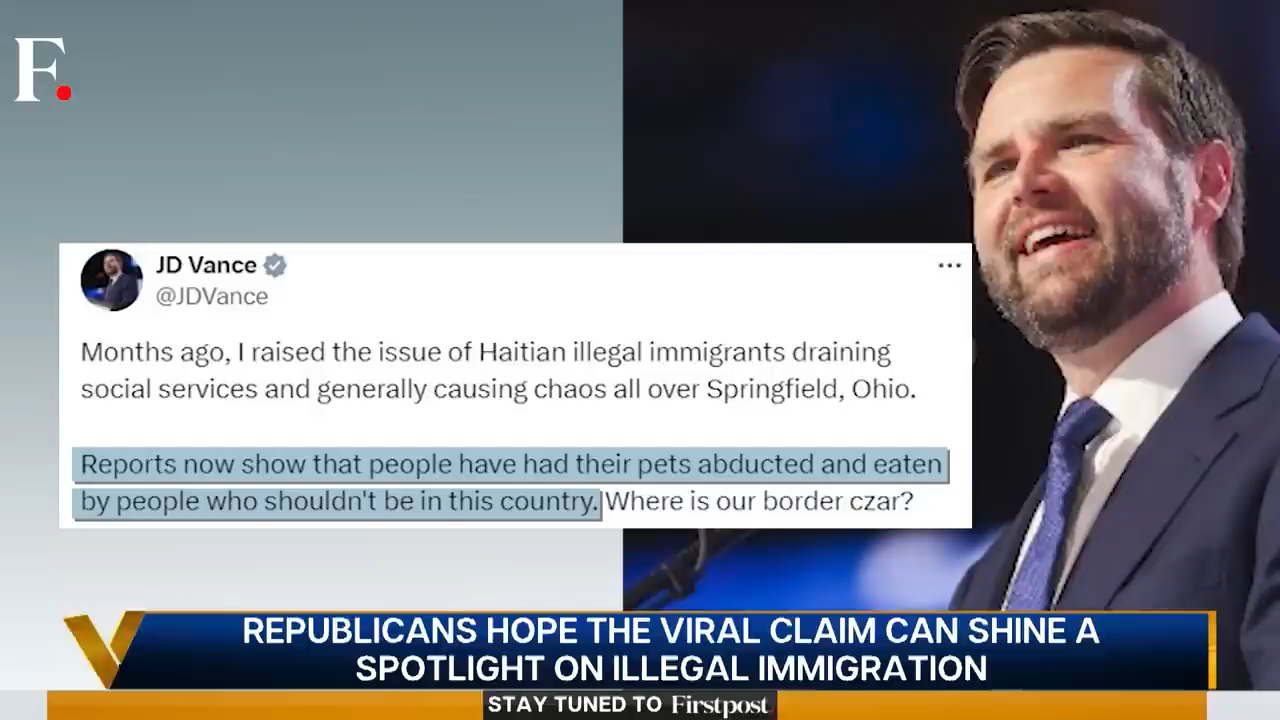 F.
JD Vance
@JDVance
Months ago, I raised the issue of Haitian illegal immigrants draining
social services and generally causing chaos all over Springfield, Ohio.
Reports now show that people have had their pets abducted and eaten
by people who shouldn't be in this country. Where is our border czar?
REPUBLICANS HOPE THE VIRAL CLAIM CAN SHINE A
SPOTLIGHT ON ILLEGAL IMMIGRATION
STAY TUNED TO Firstpost